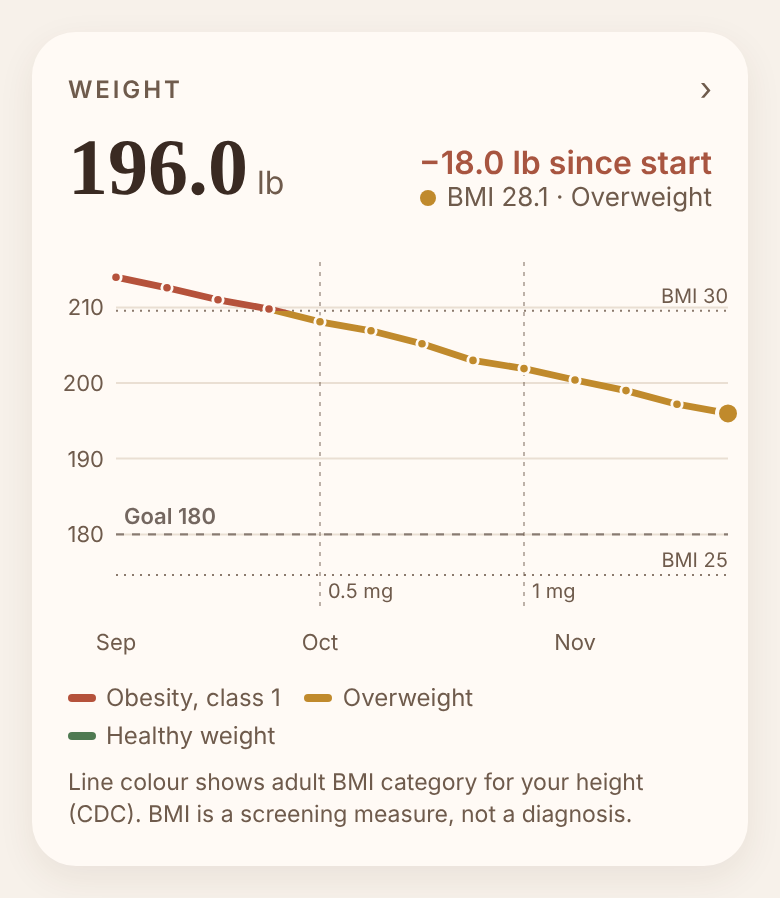 WEIGHT ›
196.0 lb
−18.0 lb since start
BMI 28.1 · Overweight
BMI 30
210
200
190
Goal 180
180
BMI 25
0.5 mg 1 mg
Sep Oct Nov
Obesity, class 1 Overweight
Healthy weight
Line colour shows adult BMI category for your height
(CDC). BMI is a screening measure, not a diagnosis.